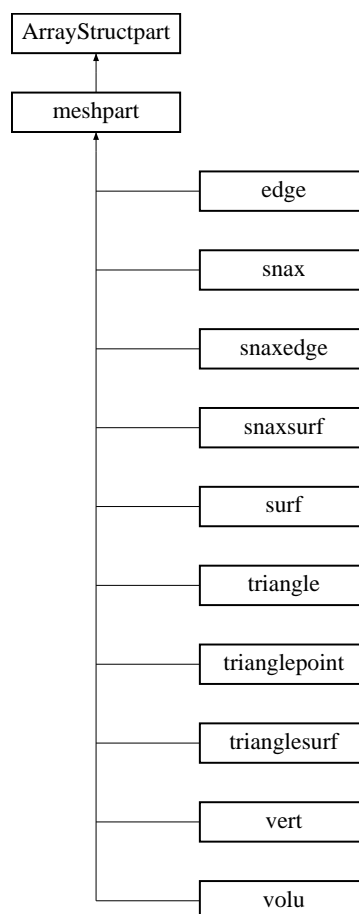 ArrayStructpart
meshpart
edge
snax
snaxedge
snaxsurf
surf
triangle
trianglepoint
trianglesurf
vert
volu